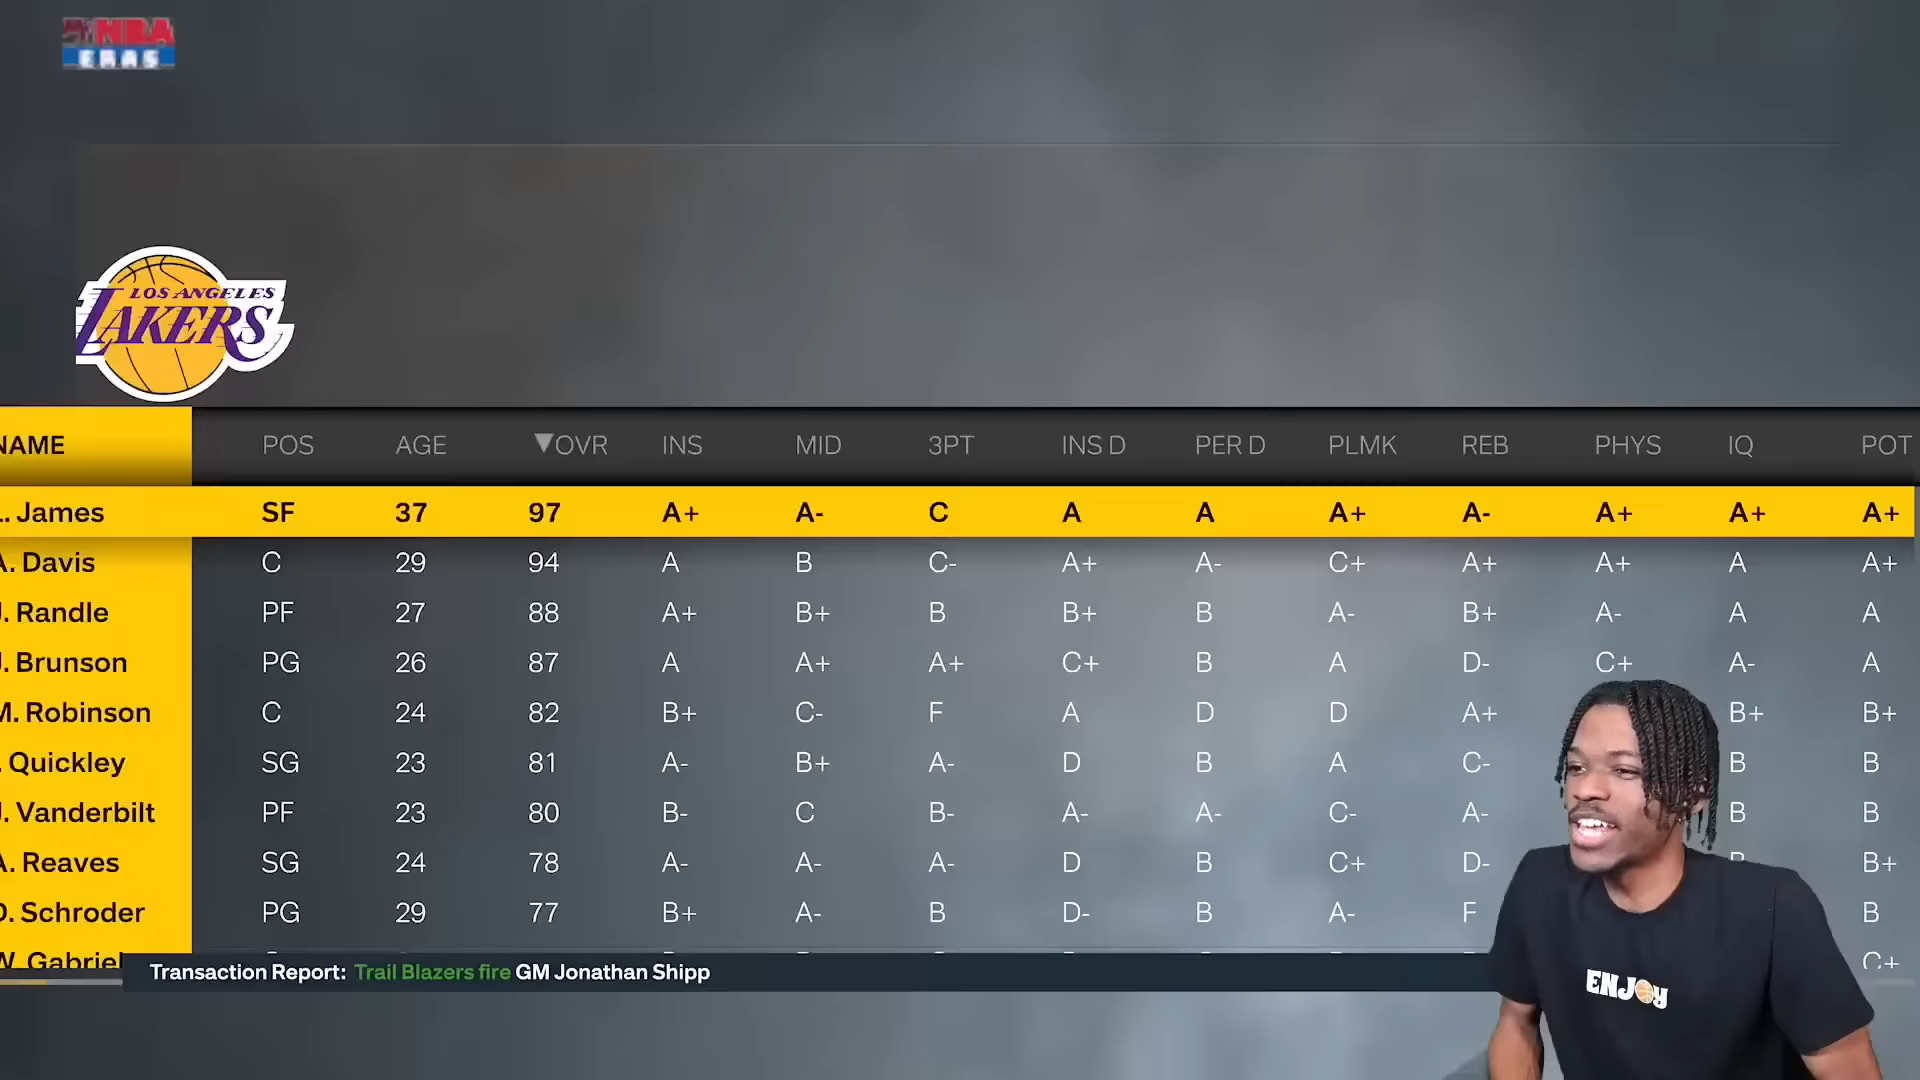 NBA
ERAS
LOS ANGELES
LAKERS
NAME POS AGE ▼OVR INS MID 3PT INS D PER D PLMK REB PHYS IQ POT
. James SF 37 97 A+ A- C A A A+ A- A+ A+ A+
A. Davis C 29 94 A B C- A+ A- C+ A+ A+ A A+
J. Randle PF 27 88 A+ B+ B B+ B A- B+ A- A A
J. Brunson PG 26 87 A A+ A+ C+ B A D- C+ A- A
M. Robinson C 24 82 B+ C- F A D D A+ B+ B+
. Quickley SG 23 81 A- B+ A- D B A C- B B
J. Vanderbilt PF 23 80 B- C B- A- A- C- A- B B
A. Reaves SG 24 78 A- A- A- D B C+ D- B+
D. Schroder PG 29 77 B+ A- B D- B A- F B
W. Gabriel C+
Transaction Report: Trail Blazers fire GM Jonathan Shipp
ENJOY